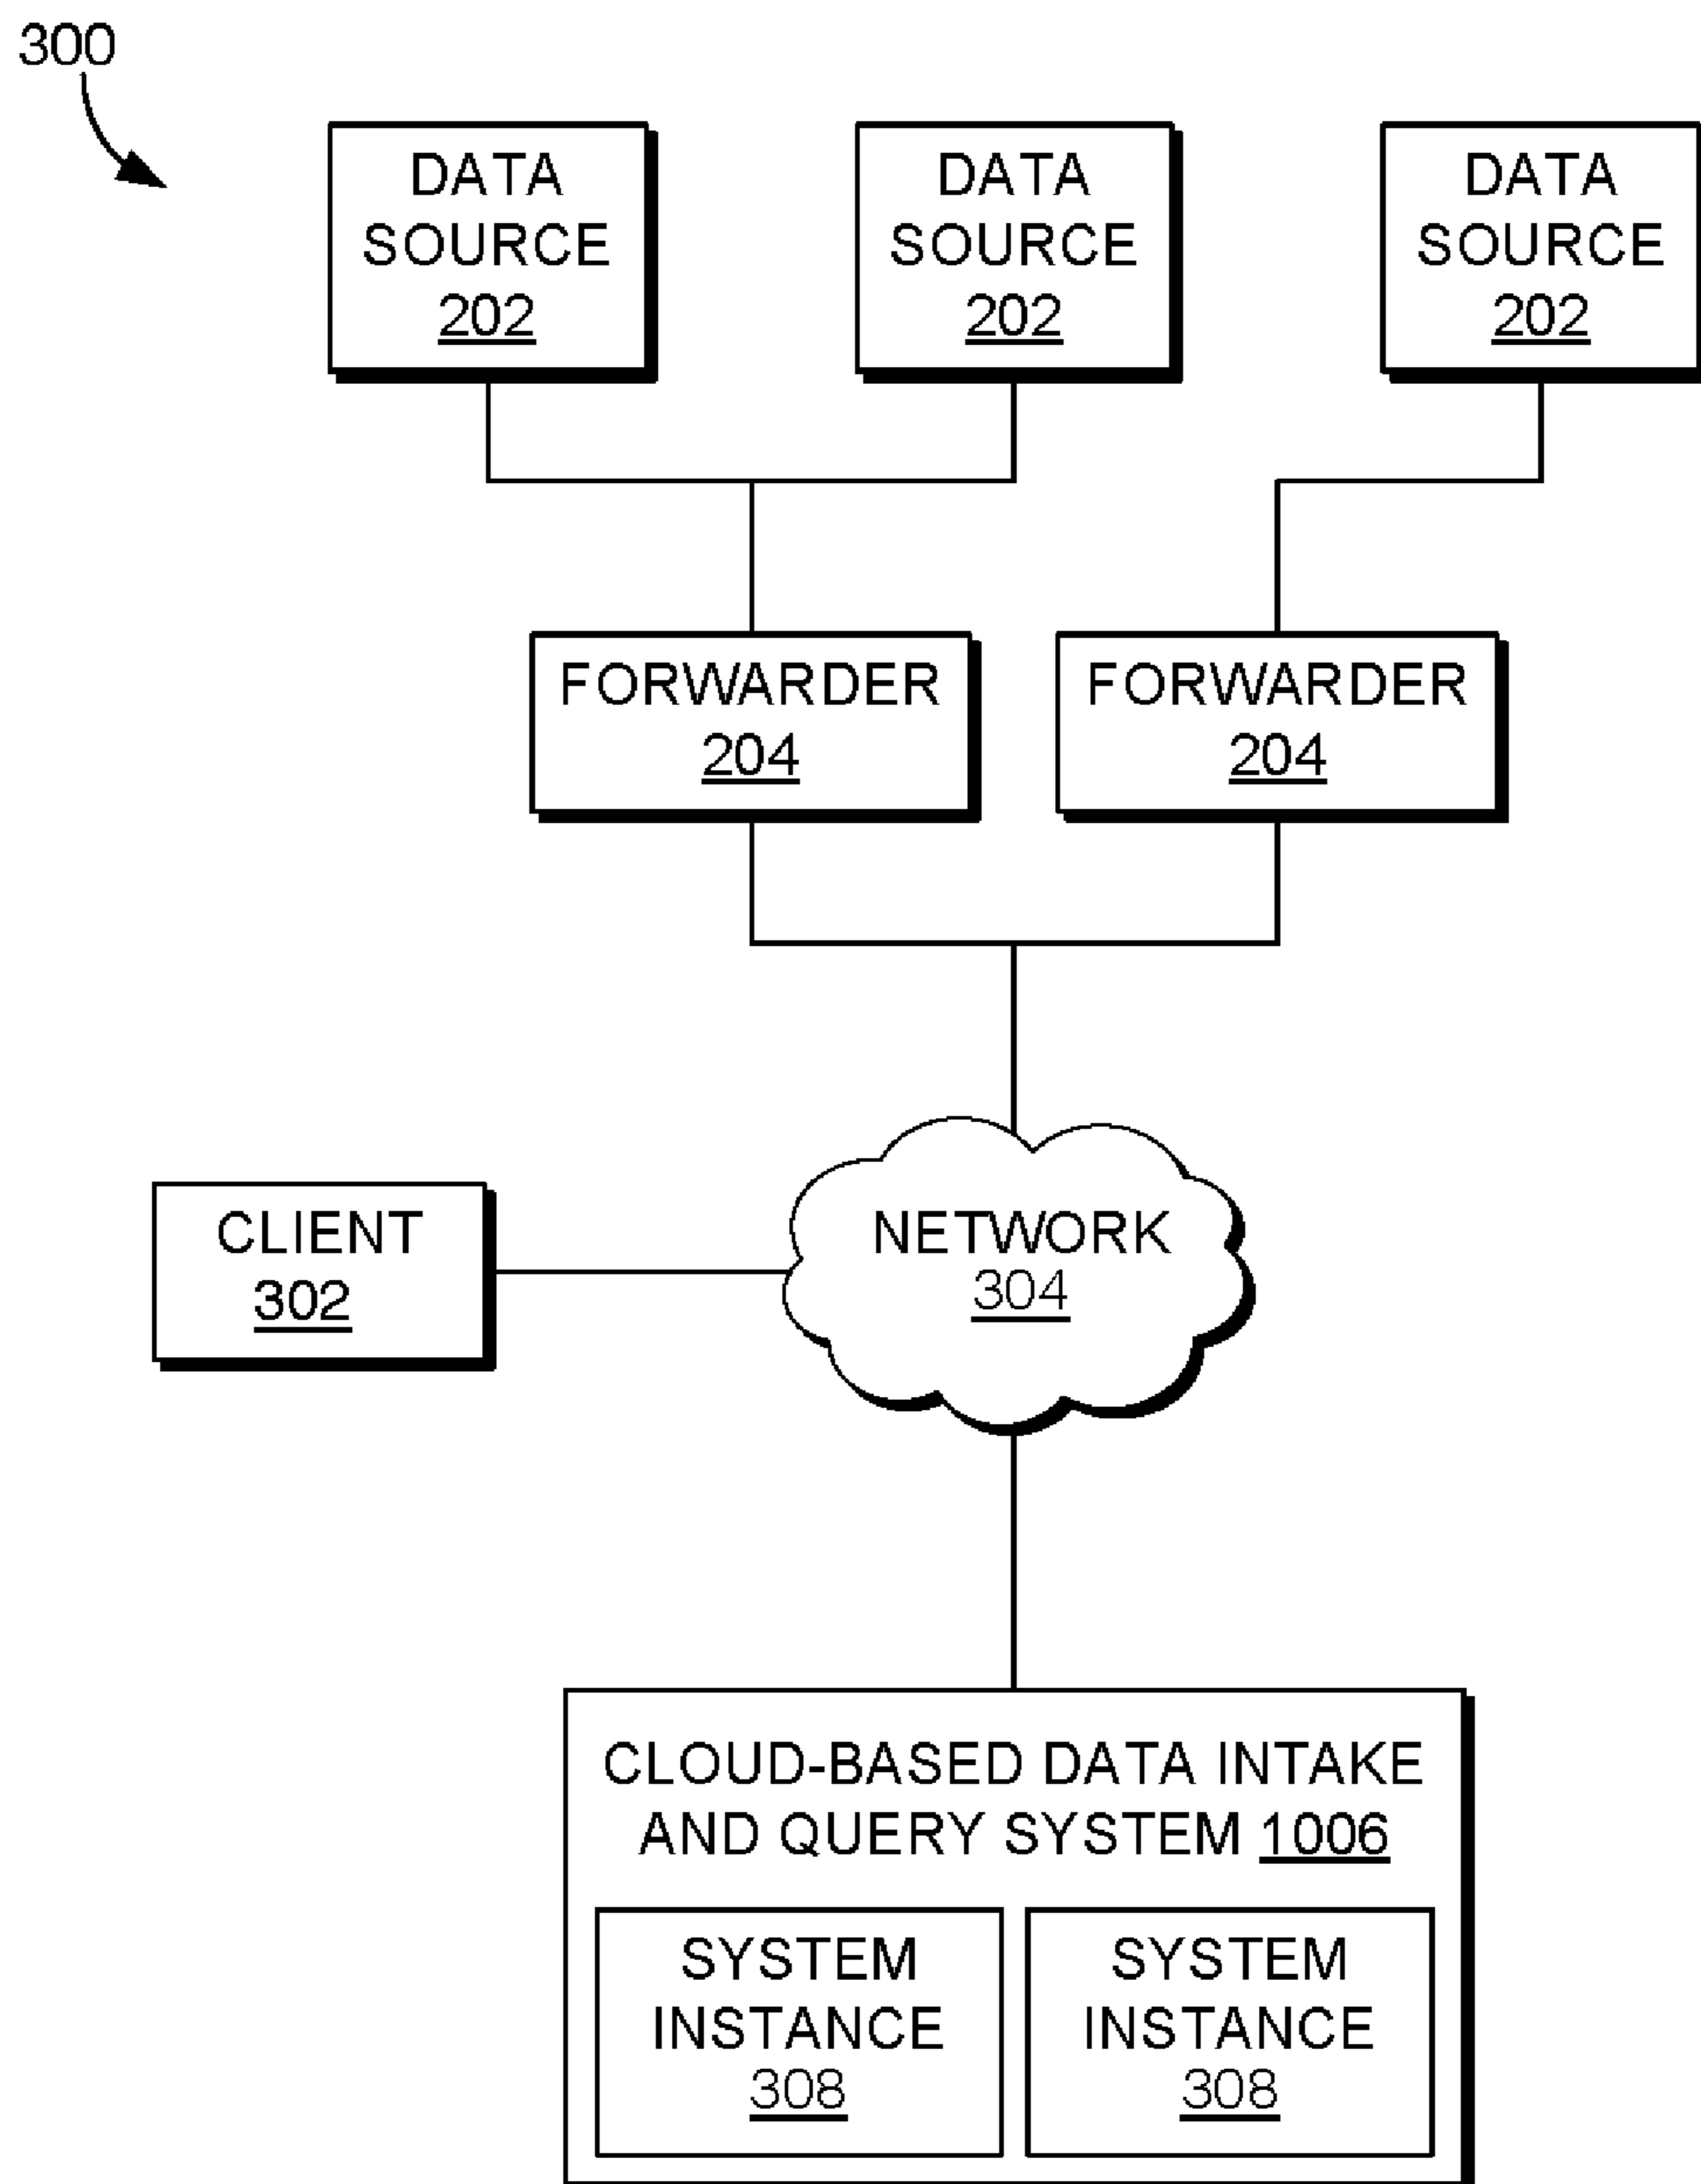 300
DATA
SOURCE
202
DATA
SOURCE
202
DATA
SOURCE
202
FORWARDER
204
FORWARDER
204
CLIENT
302
NETWORK
304
CLOUD-BASED DATA INTAKE
AND QUERY SYSTEM 1006
SYSTEM
INSTANCE
308
SYSTEM
INSTANCE
308